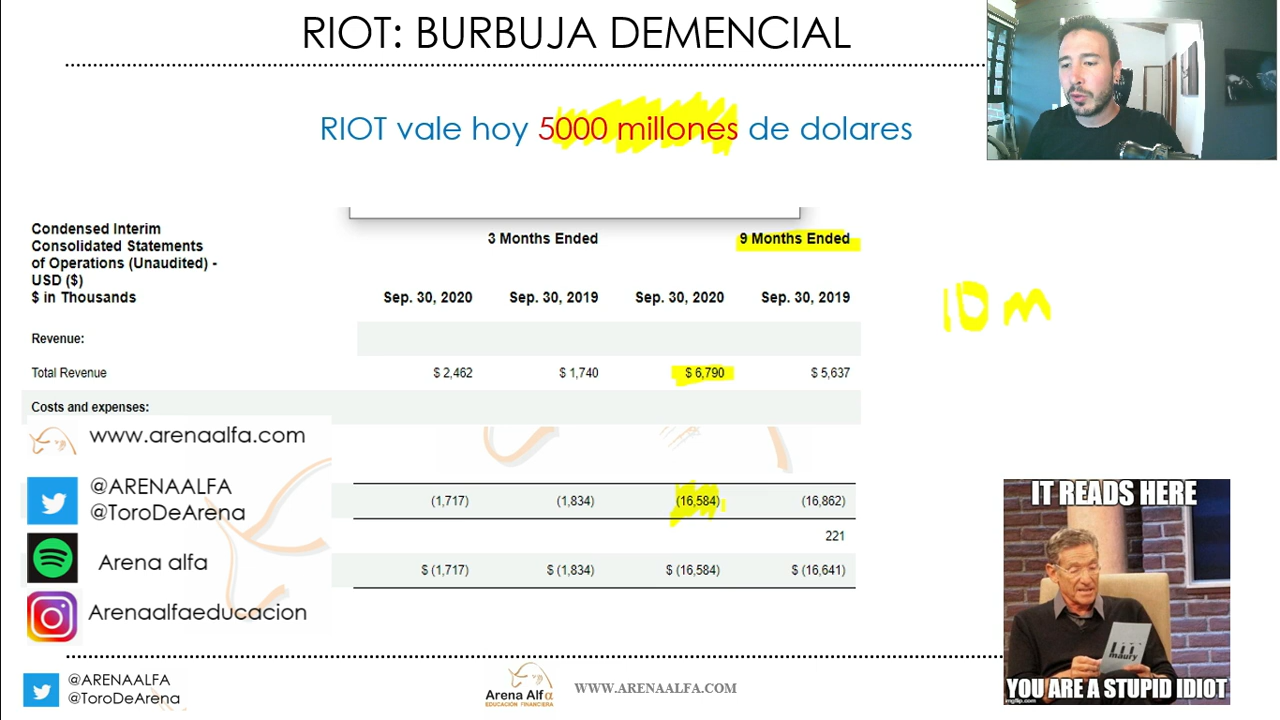 RIOT: BURBUJA DEMENCIAL
RIOT vale hoy 5000 millones de dolares
Condensed Interim
Consolidated Statements
of Operations (Unaudited) -
USD ($)
$ in Thousands
3 Months Ended
9 Months Ended
Sep. 30, 2020
Sep. 30, 2019
Sep. 30, 2020
Sep. 30, 2019
Revenue:
Total Revenue
$ 2,462
$ 1,740
$ 6,790
$ 5,637
Costs and expenses:
10 m
www.arenaalfa.com
@ARENAALFA
@ToroDeArena
Arena alfa
Arenaalfaeducacion
(1,717)
(1,834)
(16,584)
(16,862)
221
$ (1,717)
$ (1,834)
$ (16,584)
$ (16,641)
IT READS HERE
maury
YOU ARE A STUPID IDIOT
imgflip.com
@ARENAALFA
@ToroDeArena
Arena Alfα
EDUCACIÓN FINANCIERA
WWW.ARENAALFA.COM